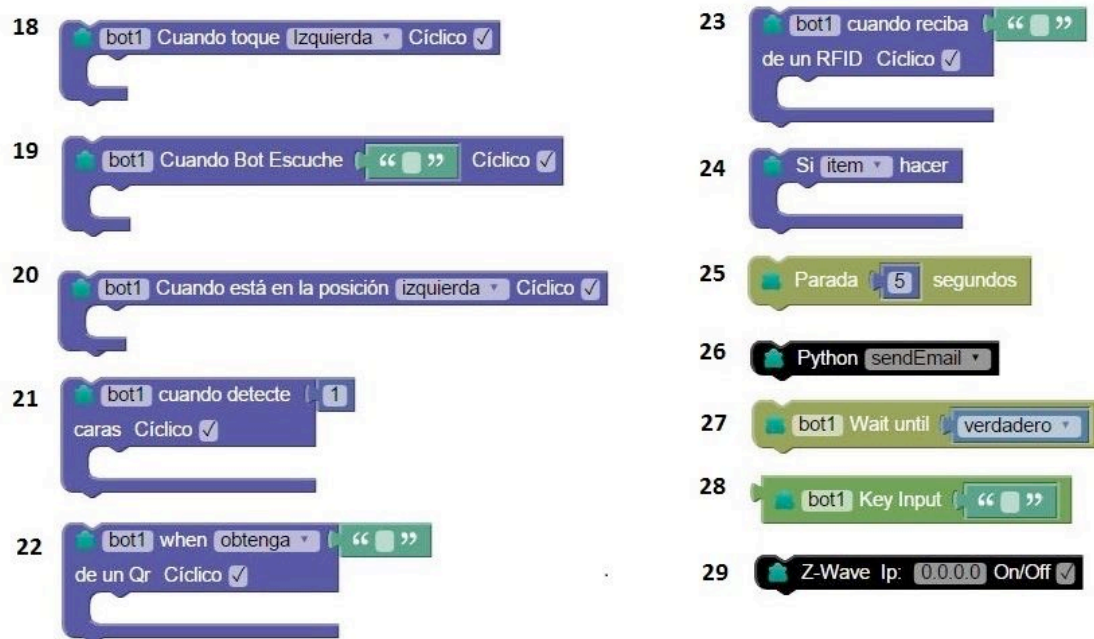 18
bot1 Cuando toque Izquierda Cíclico ✓
19
bot1 Cuando Bot Escuche “ ” Cíclico ✓
20
bot1 Cuando está en la posición izquierda Cíclico ✓
21
bot1 cuando detecte 1
caras Cíclico ✓
22
bot1 when obtenga “ ”
de un Qr Cíclico ✓
23
bot1 cuando reciba “ ”
de un RFID Cíclico ✓
24
Si item hacer
25
Parada 5 segundos
26
Python sendEmail
27
bot1 Wait until verdadero
28
bot1 Key Input “ ”
29
Z-Wave Ip: 0.0.0.0 On/Off ✓